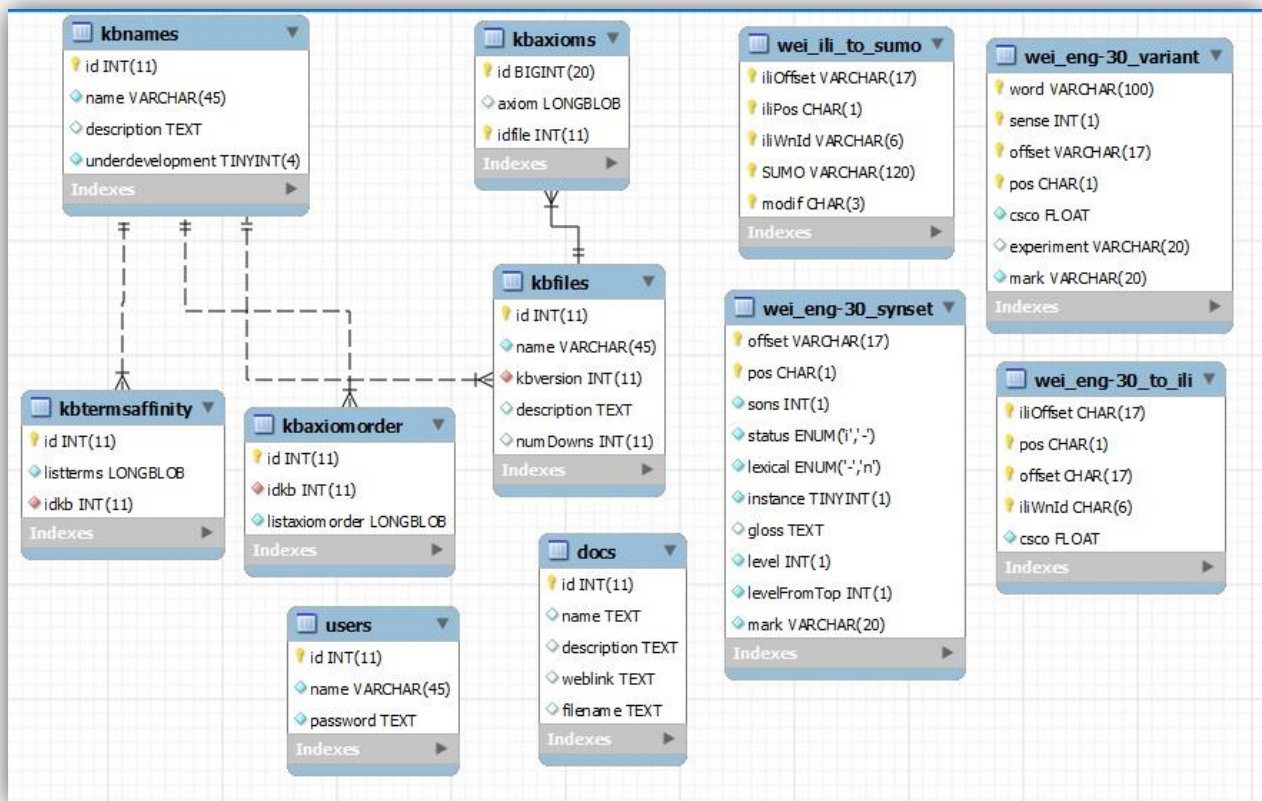 kbnames
id INT(11)
name VARCHAR(45)
description TEXT
underdevelopment TINYINT(4)
Indexes
kbaxioms
id BIGINT(20)
axiom LONGBLOB
idfile INT(11)
Indexes
wei_ili_to_sumo
iliOffset VARCHAR(17)
iliPos CHAR(1)
iliWnId VARCHAR(6)
SUMO VARCHAR(120)
modif CHAR(3)
Indexes
wei_eng-30_variant
word VARCHAR(100)
sense INT(1)
offset VARCHAR(17)
pos CHAR(1)
csco FLOAT
experiment VARCHAR(20)
mark VARCHAR(20)
Indexes
kbfiles
id INT(11)
name VARCHAR(45)
kbversion INT(11)
description TEXT
numDowns INT(11)
Indexes
wei_eng-30_synset
offset VARCHAR(17)
pos CHAR(1)
sons INT(1)
status ENUM('i','-')
lexical ENUM('-','n')
instance TINYINT(1)
gloss TEXT
level INT(1)
levelFromTop INT(1)
mark VARCHAR(20)
Indexes
wei_eng-30_to_ili
iliOffset CHAR(17)
pos CHAR(1)
offset CHAR(17)
iliWnId CHAR(6)
csco FLOAT
Indexes
kbtermsaffinity
id INT(11)
listterms LONGBLOB
idkb INT(11)
Indexes
kbaxiomorder
id INT(11)
idkb INT(11)
listaxiomorder LONGBLOB
Indexes
docs
id INT(11)
name TEXT
description TEXT
weblink TEXT
filename TEXT
Indexes
users
id INT(11)
name VARCHAR(45)
password TEXT
Indexes